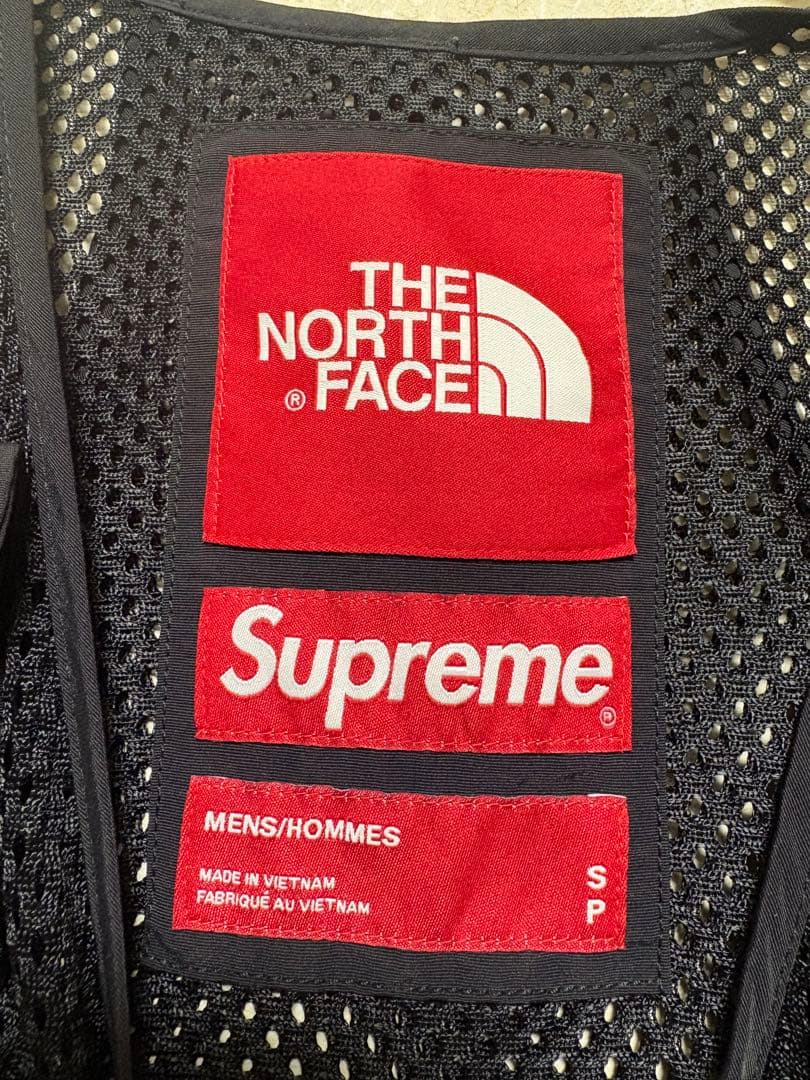 THE
NORTH
® FACE
Supreme
®
MENS/HOMMES
MADE IN VIETNAM
FABRIQUÉ AU VIETNAM
S
P